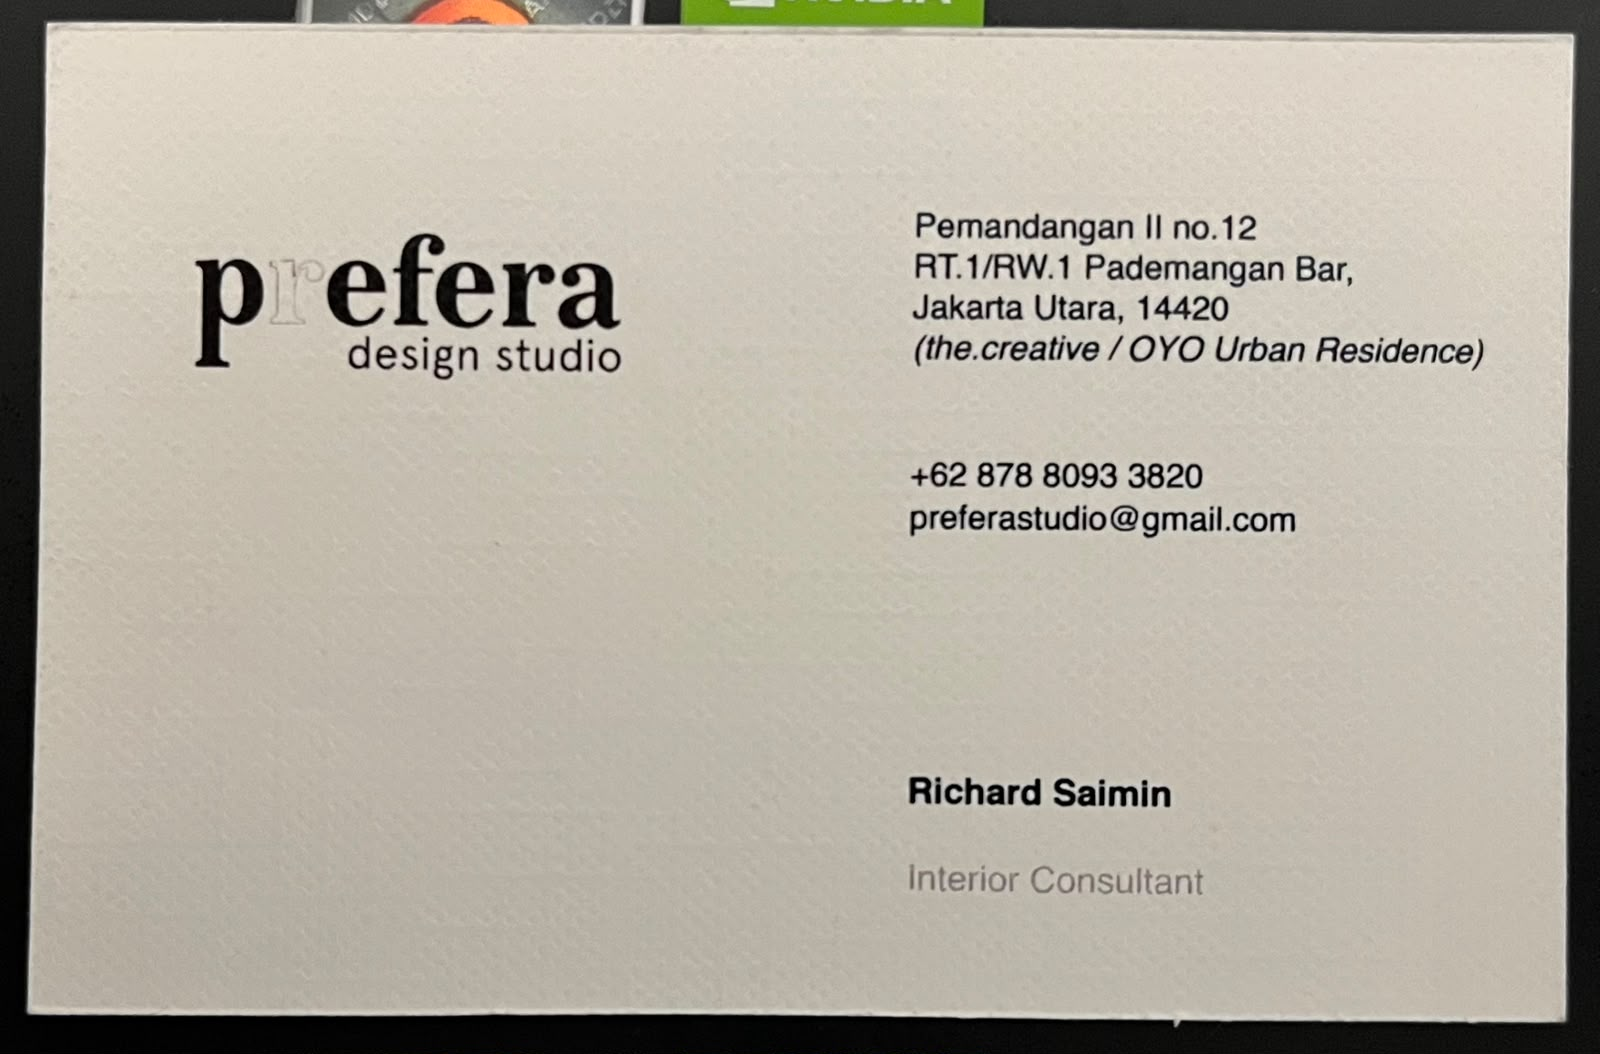 NVIDIA
prefera
design studio
Pemandangan II no.12
RT.1/RW.1 Pademangan Bar,
Jakarta Utara, 14420
(the.creative / OYO Urban Residence)
+62 878 8093 3820
preferastudio@gmail.com
Richard Saimin
Interior Consultant